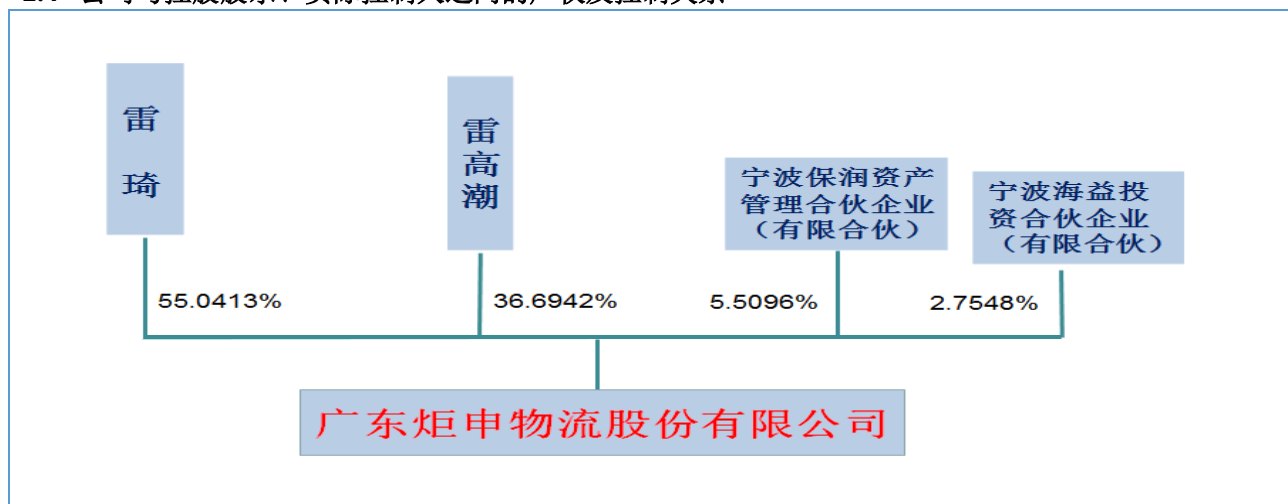 雷
琦
雷
高
潮
宁波保润资产
管理合伙企业
（有限合伙）
宁波海益投
资合伙企业
（有限合伙）
55.0413%
36.6942%
5.5096%
2.7548%
广东炬申物流股份有限公司